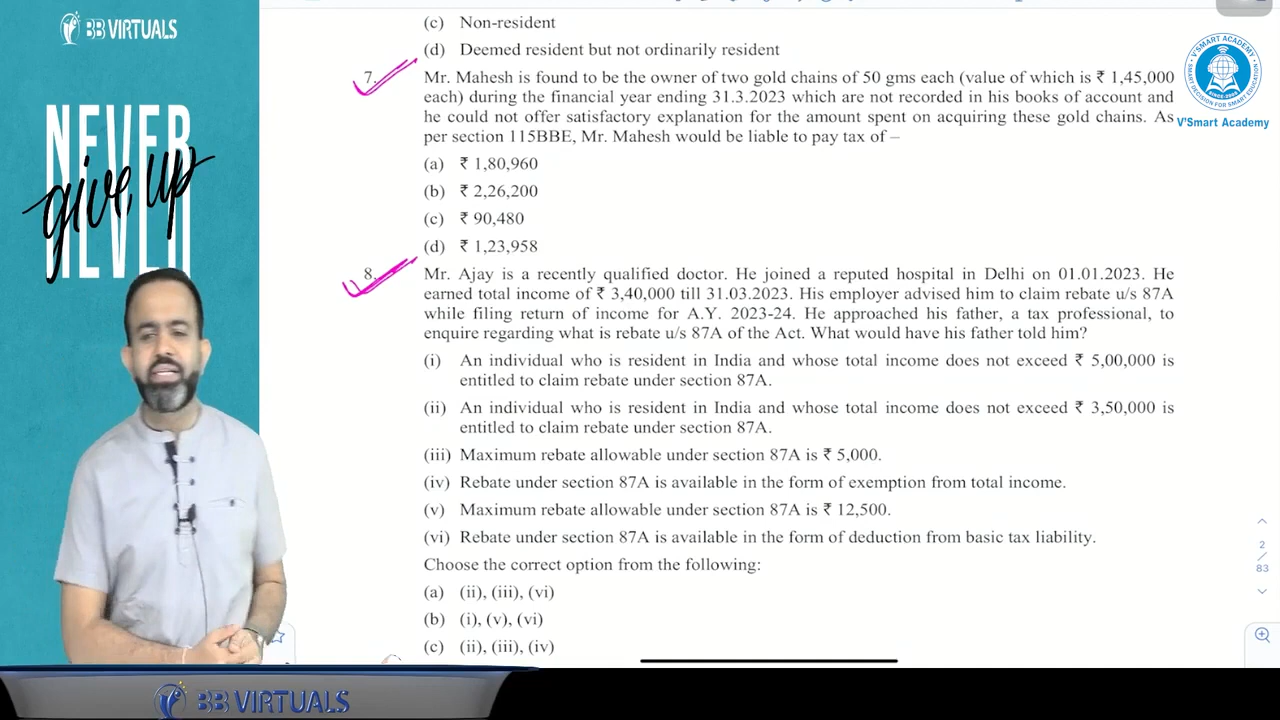 BB VIRTUALS
NEVER
give up
NEVER
(c) Non-resident
(d) Deemed resident but not ordinarily resident
7. Mr. Mahesh is found to be the owner of two gold chains of 50 gms each (value of which is ₹ 1,45,000
each) during the financial year ending 31.3.2023 which are not recorded in his books of account and
he could not offer satisfactory explanation for the amount spent on acquiring these gold chains. As
per section 115BBE, Mr. Mahesh would be liable to pay tax of –
(a) ₹ 1,80,960
(b) ₹ 2,26,200
(c) ₹ 90,480
(d) ₹ 1,23,958
8. Mr. Ajay is a recently qualified doctor. He joined a reputed hospital in Delhi on 01.01.2023. He
earned total income of ₹ 3,40,000 till 31.03.2023. His employer advised him to claim rebate u/s 87A
while filing return of income for A.Y. 2023-24. He approached his father, a tax professional, to
enquire regarding what is rebate u/s 87A of the Act. What would have his father told him?
(i) An individual who is resident in India and whose total income does not exceed ₹ 5,00,000 is
entitled to claim rebate under section 87A.
(ii) An individual who is resident in India and whose total income does not exceed ₹ 3,50,000 is
entitled to claim rebate under section 87A.
(iii) Maximum rebate allowable under section 87A is ₹ 5,000.
(iv) Rebate under section 87A is available in the form of exemption from total income.
(v) Maximum rebate allowable under section 87A is ₹ 12,500.
(vi) Rebate under section 87A is available in the form of deduction from basic tax liability.
Choose the correct option from the following:
(a) (ii), (iii), (vi)
(b) (i), (v), (vi)
(c) (ii), (iii), (iv)
V'Smart Academy
2
/
83
BB VIRTUALS